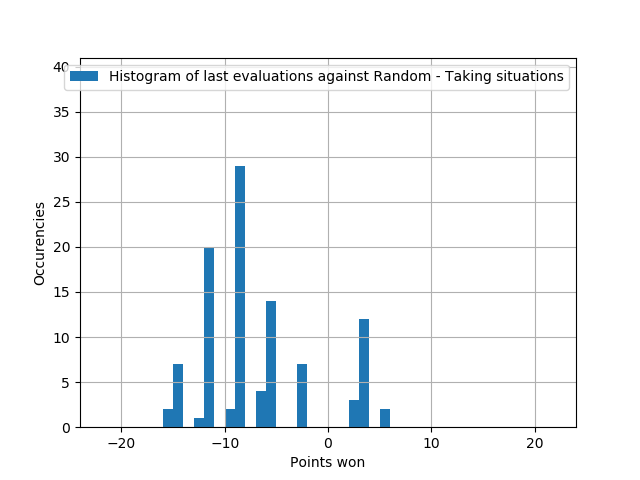 Histogram of last evaluations against Random - Taking situations
40
35
30
25
20
15
10
5
0
Occurencies
−20 −10 0 10 20
Points won